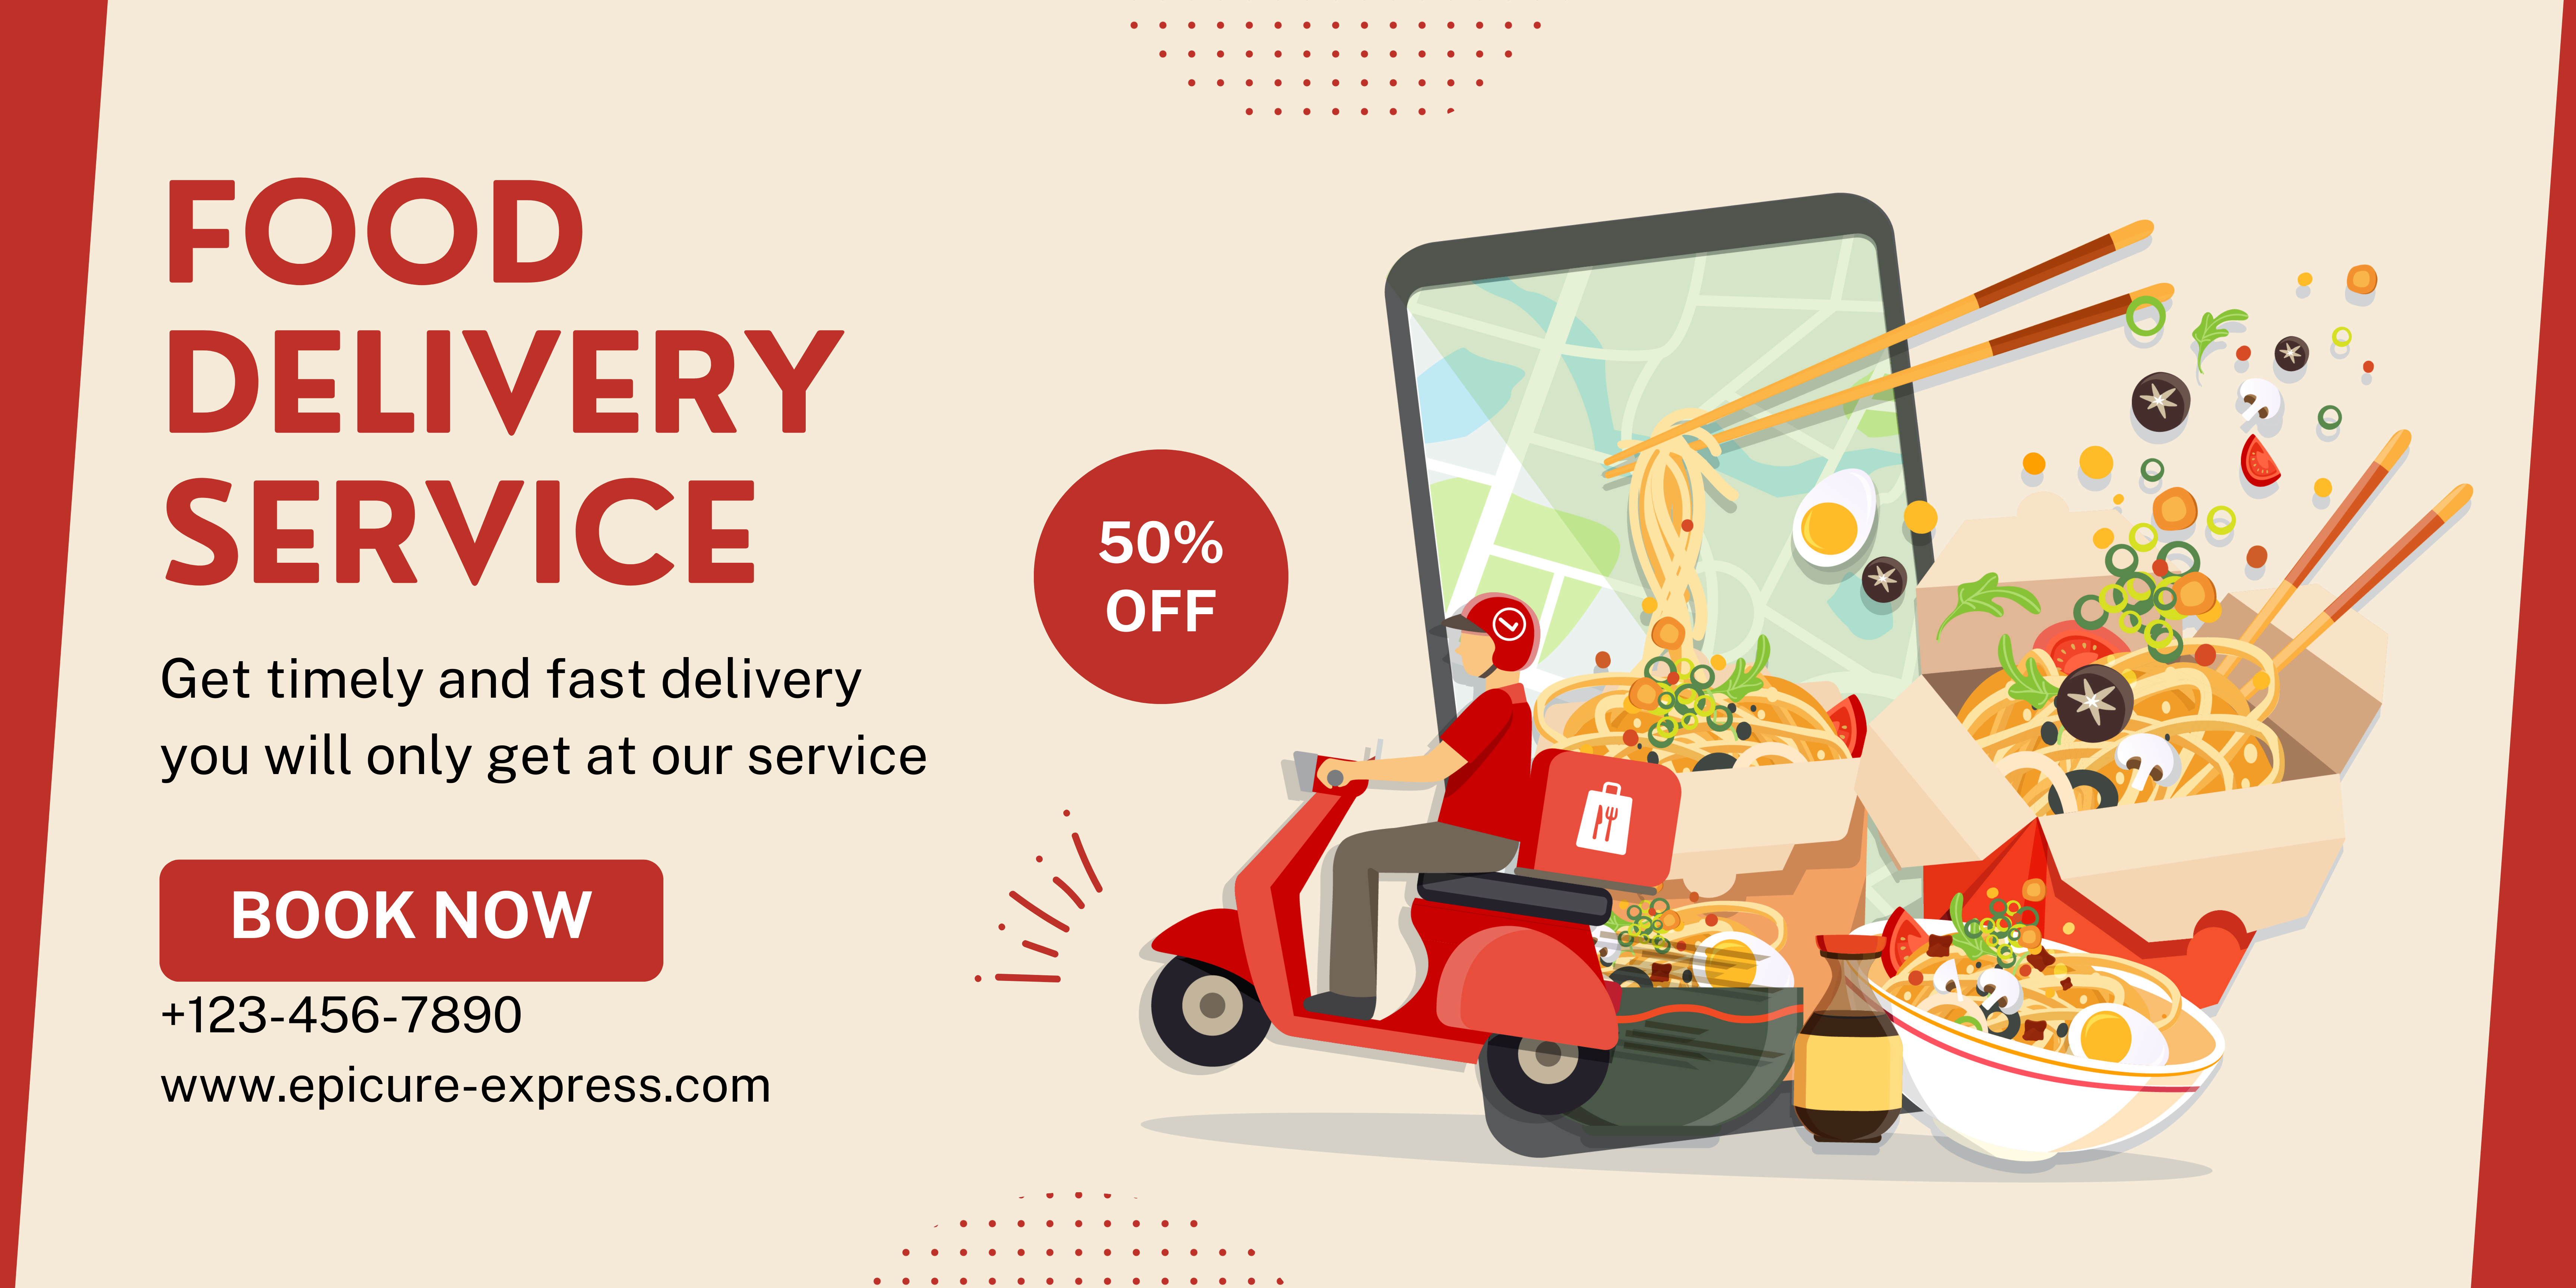 FOOD
DELIVERY
SERVICE
Get timely and fast delivery
you will only get at our service
50%
OFF
BOOK NOW
+123-456-7890
www.epicure-express.com